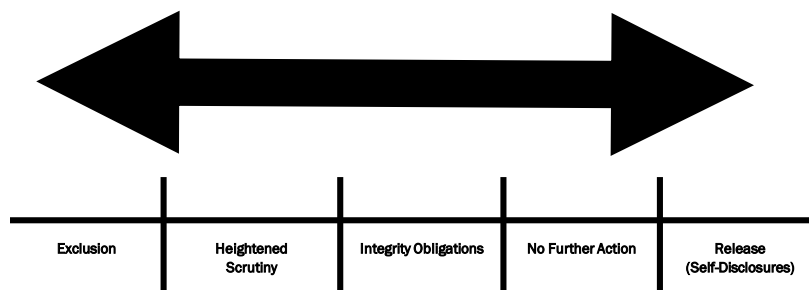 Exclusion
Heightened
Scrutiny
Integrity Obligations
No Further Action
Release
(Self-Disclosures)